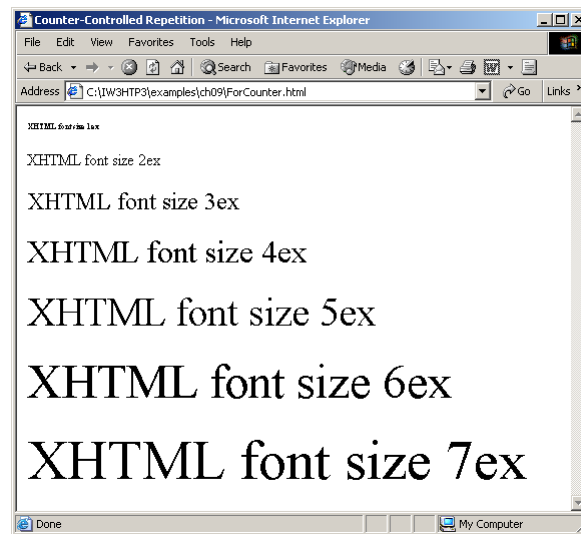 Counter-Controlled Repetition - Microsoft Internet Explorer
File Edit View Favorites Tools Help
Back Search Favorites Media
Address C:\IW3HTP3\examples\ch09\ForCounter.html Go Links
XHTML font size 1ex
XHTML font size 2ex
XHTML font size 3ex
XHTML font size 4ex
XHTML font size 5ex
XHTML font size 6ex
XHTML font size 7ex
Done My Computer